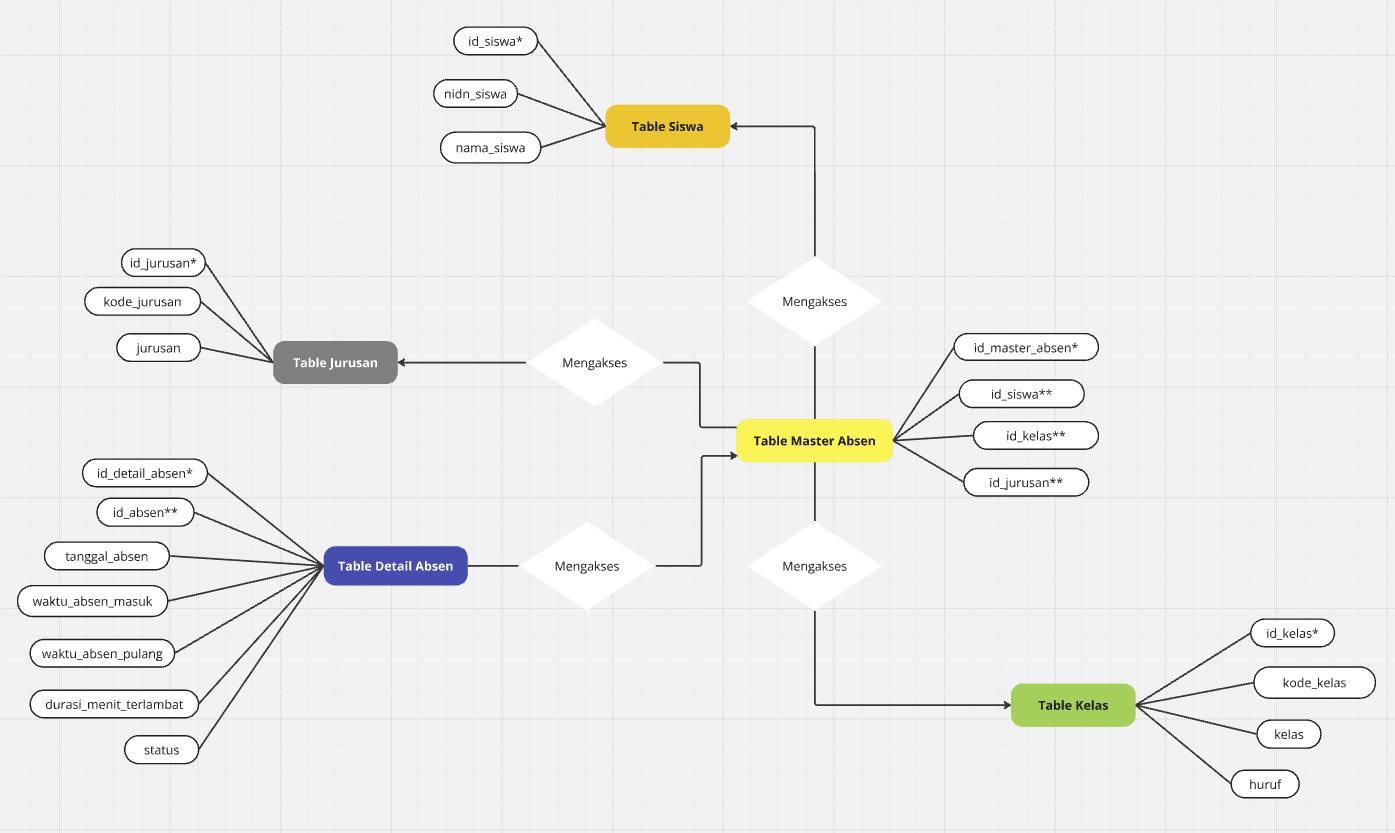 id_siswa*
nidn_siswa
nama_siswa
Table Siswa
id_jurusan*
kode_jurusan
jurusan
Table Jurusan
Mengakses
Mengakses
Table Master Absen
id_master_absen*
id_siswa**
id_kelas**
id_jurusan**
id_detail_absen*
id_absen**
tanggal_absen
waktu_absen_masuk
waktu_absen_pulang
durasi_menit_terlambat
status
Table Detail Absen
Mengakses
Mengakses
Table Kelas
id_kelas*
kode_kelas
kelas
huruf